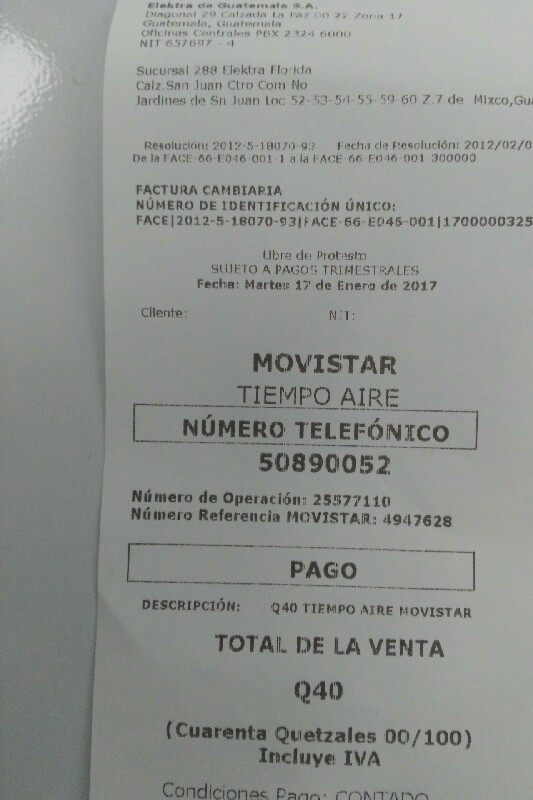 Elektra de Guatemala S.A.
Diagonal 29 Calzada La Paz 00-22 Zona 17
Guatemala, Guatemala
Oficinas Centrales PBX 2324 6000
NIT 657687 - 4
Sucursal 288 Elektra Florida
Calz.San Juan Ctro Com No
Jardines de Sn Juan Loc 52-53-54-55-59-60 Z.7 de Mixco,Gua
Resolución: 2012-5-18070-93 Fecha de Resolución: 2012/02/0
De la FACE-66-E046-001-1 a la FACE-66-E046-001-300000
FACTURA CAMBIARIA
NÚMERO DE IDENTIFICACIÓN ÚNICO:
FACE|2012-5-18070-93|FACE-66-E046-001|1700000325
Libre de Protesto
SUJETO A PAGOS TRIMESTRALES
Fecha: Martes 17 de Enero de 2017
Cliente: NIT:
MOVISTAR
TIEMPO AIRE
NÚMERO TELEFÓNICO
50890052
Número de Operación: 25577110
Número Referencia MOVISTAR: 4947628
PAGO
DESCRIPCIÓN: Q40 TIEMPO AIRE MOVISTAR
TOTAL DE LA VENTA
Q40
(Cuarenta Quetzales 00/100)
Incluye IVA
Condiciones Pago: CONTADO